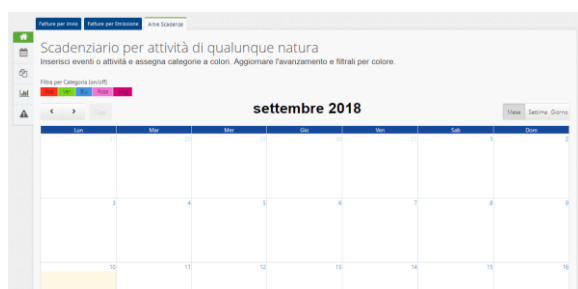 Fatture per Invio Fatture per Emissione Altre Scadenze
Scadenziario per attività di qualunque natura
Inserisci eventi o attività e assegna categorie a colori. Aggiornare l'avanzamento e filtrali per colore.
Filtra per Categoria (on/off)
Ver Blu Rosa
settembre 2018
Mese Settima Giorno
Lun Mar Mer Gio Ven Sab Dom
27 28 29 30 31 1 2
3 4 5 6 7 8 9
10 11 12 13 14 15 16